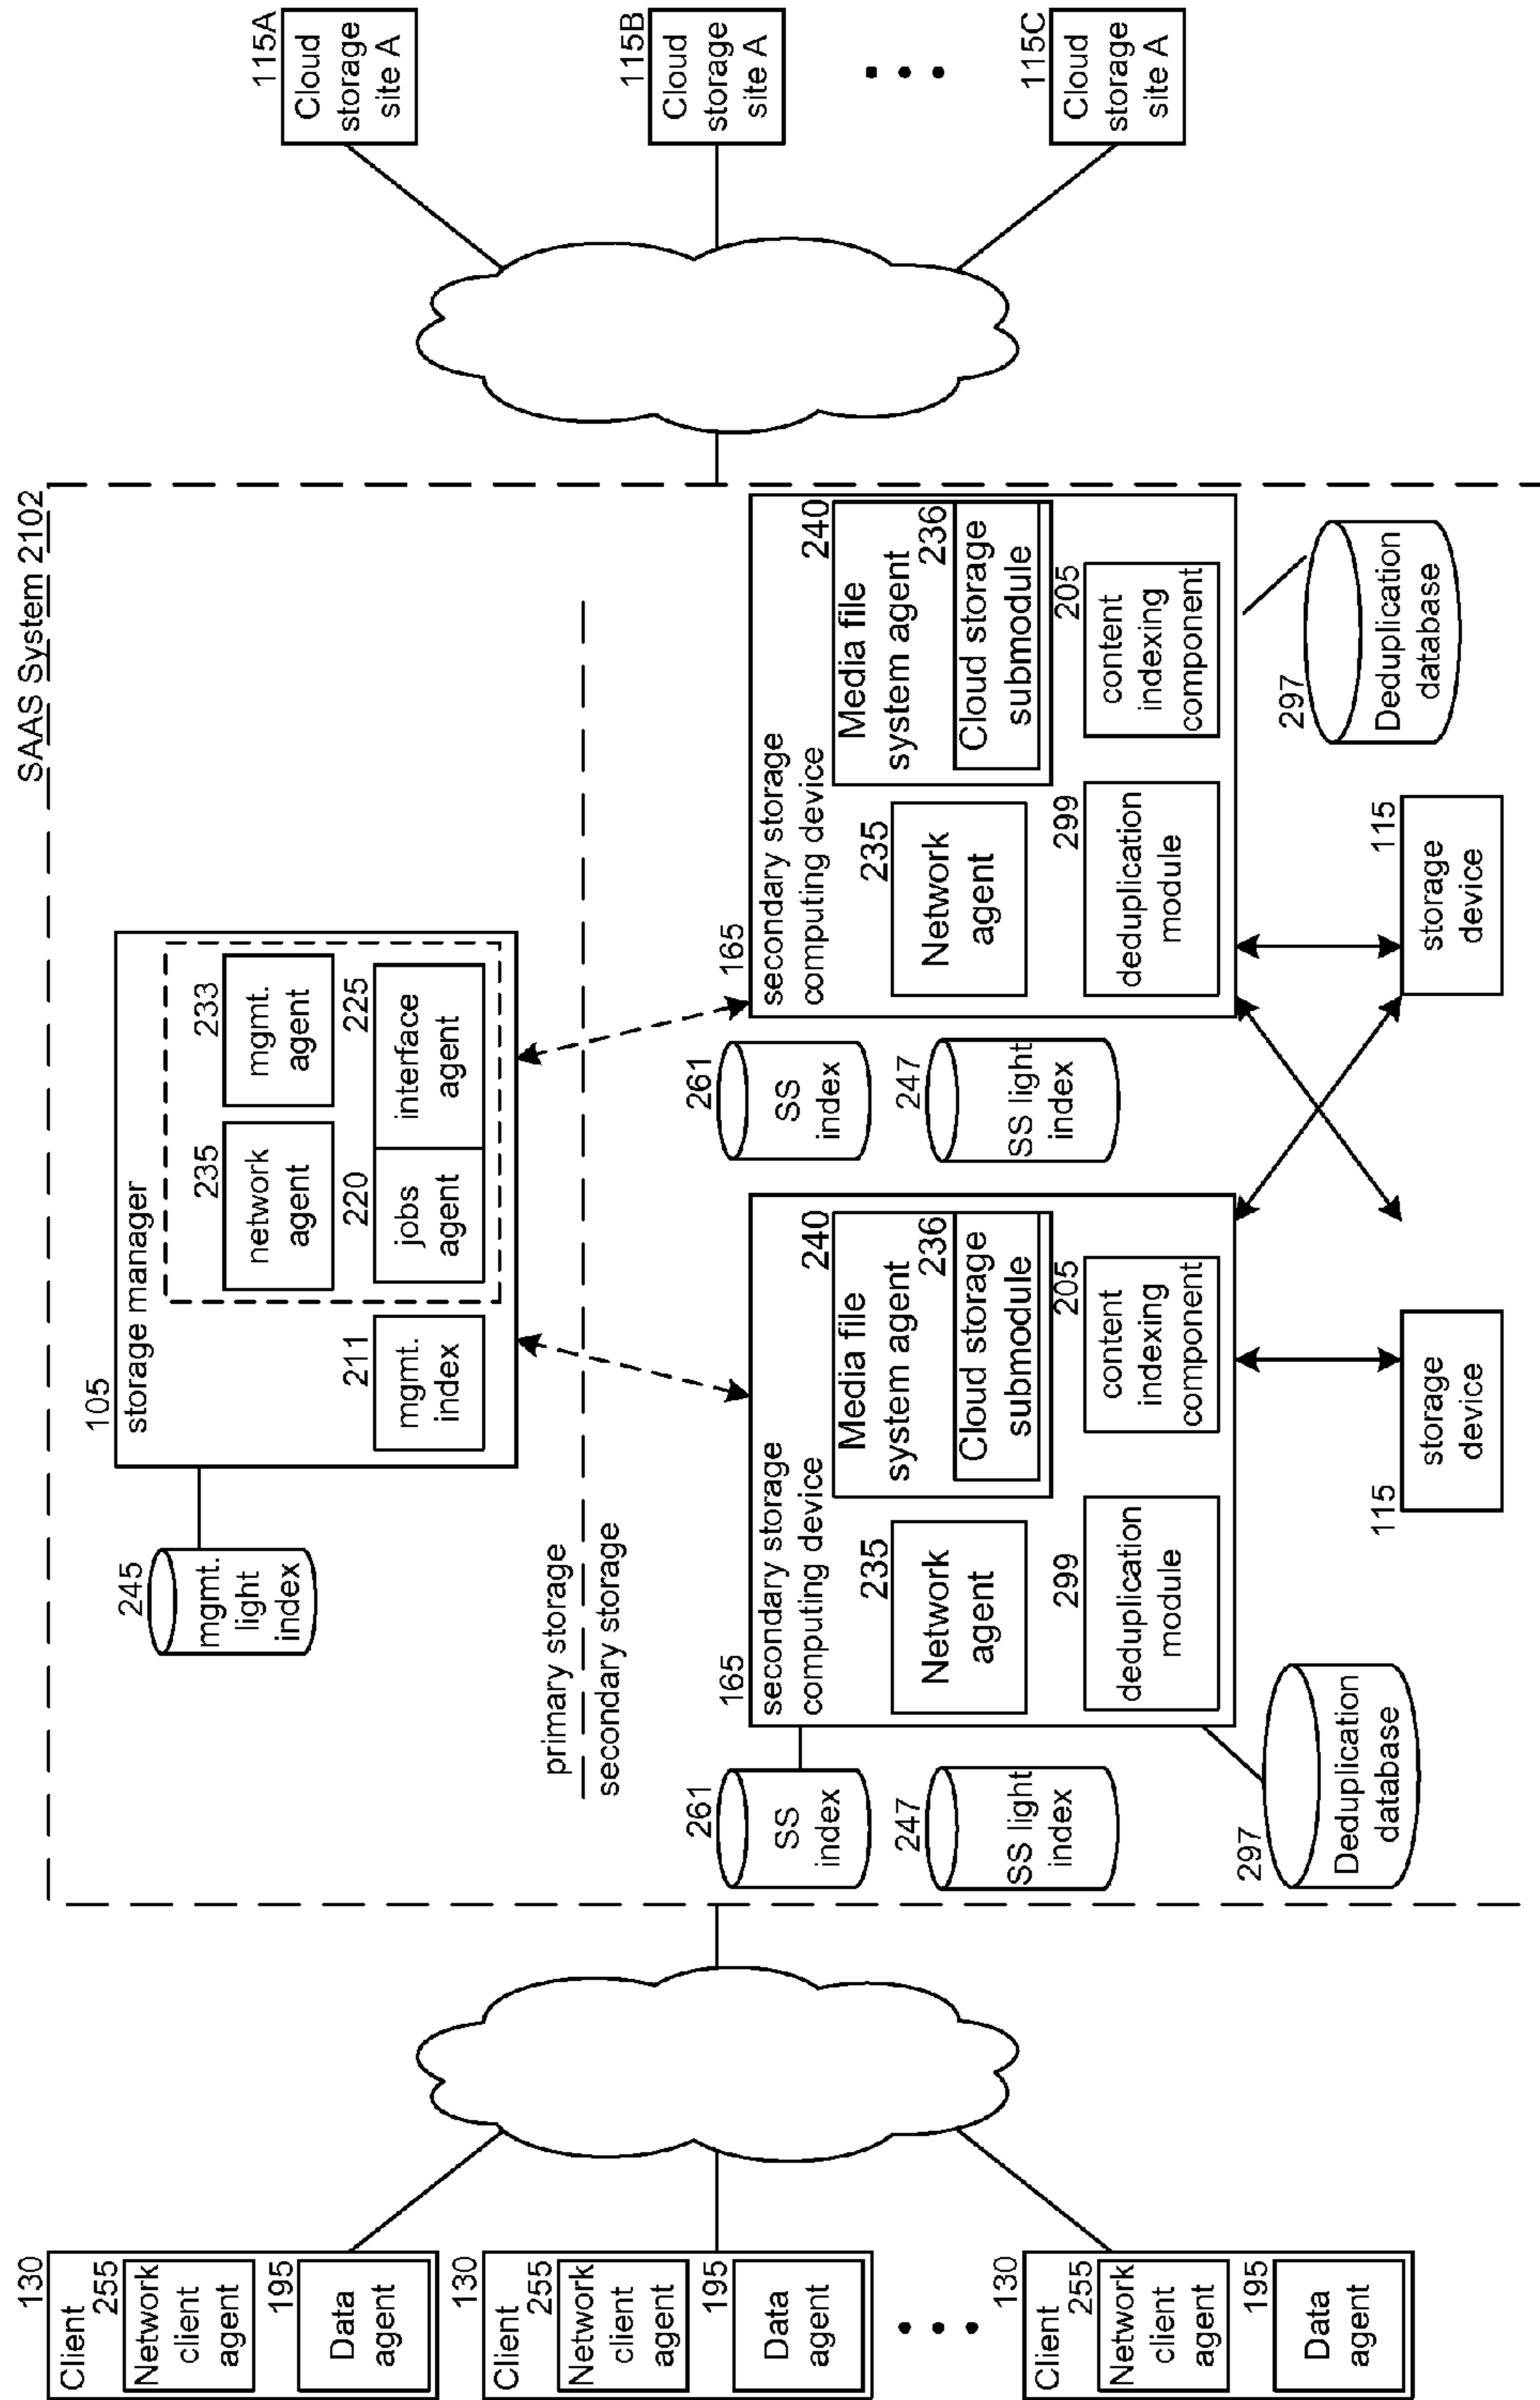 SAAS System 2102
130
Client
255
Network
client
agent
195
Data
agent
130
Client
255
Network
client
agent
195
Data
agent
130
Client
255
Network
client
agent
195
Data
agent
245
mgmt.
light
index
105
storage manager
211
mgmt.
index
235
network
agent
233
mgmt.
agent
220
jobs
agent
225
interface
agent
primary storage
secondary storage
261
SS
index
247
SS light
index
297
Deduplication
database
165
secondary storage
computing device
235
Network
agent
240
Media file
system agent
236
Cloud storage
submodule
299
deduplication
module
205
content
indexing
component
115
storage
device
261
SS
index
247
SS light
index
165
secondary storage
computing device
235
Network
agent
240
Media file
system agent
236
Cloud storage
submodule
299
deduplication
module
205
content
indexing
component
115
storage
device
297
Deduplication
database
115A
Cloud
storage
site A
115B
Cloud
storage
site A
115C
Cloud
storage
site A